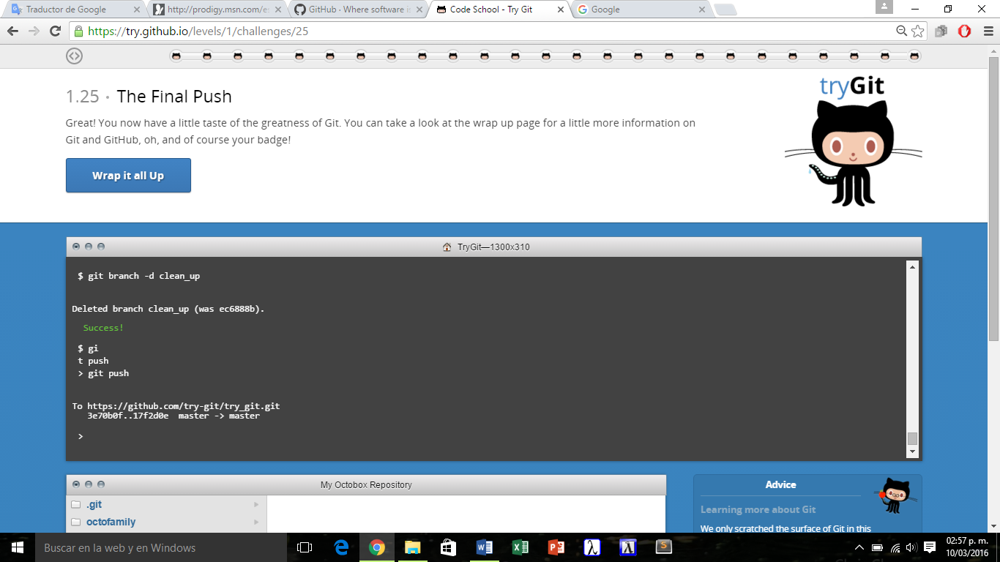 Traductor de Google
http://prodigy.msn.com/es
GitHub · Where software is
Code School - Try Git
Google
https://try.github.io/levels/1/challenges/25
1.25 · The Final Push
Great! You now have a little taste of the greatness of Git. You can take a look at the wrap up page for a little more information on
Git and GitHub, oh, and of course your badge!
Wrap it all Up
tryGit
TryGit—1300x310
$ git branch -d clean_up
Deleted branch clean_up (was ec6888b).
Success!
$ gi
t push
> git push
To https://github.com/try-git/try_git.git
3e70b0f..17f2d0e master -> master
>
My Octobox Repository
.git
octofamily
Advice
Learning more about Git
We only scratched the surface of Git in this
Buscar en la web y en Windows
02:57 p. m.
10/03/2016